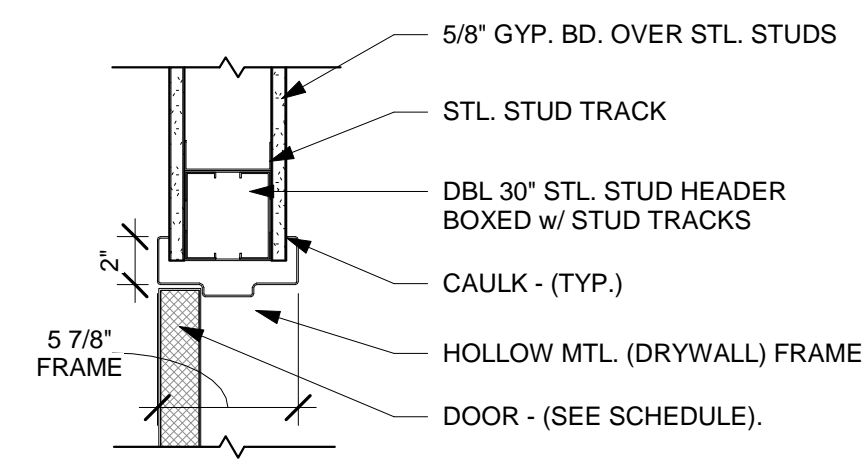 5/8" GYP. BD. OVER STL. STUDS
STL. STUD TRACK
DBL 30" STL. STUD HEADER
BOXED w/ STUD TRACKS
2"
CAULK - (TYP.)
5 7/8"
FRAME
HOLLOW MTL. (DRYWALL) FRAME
DOOR - (SEE SCHEDULE).